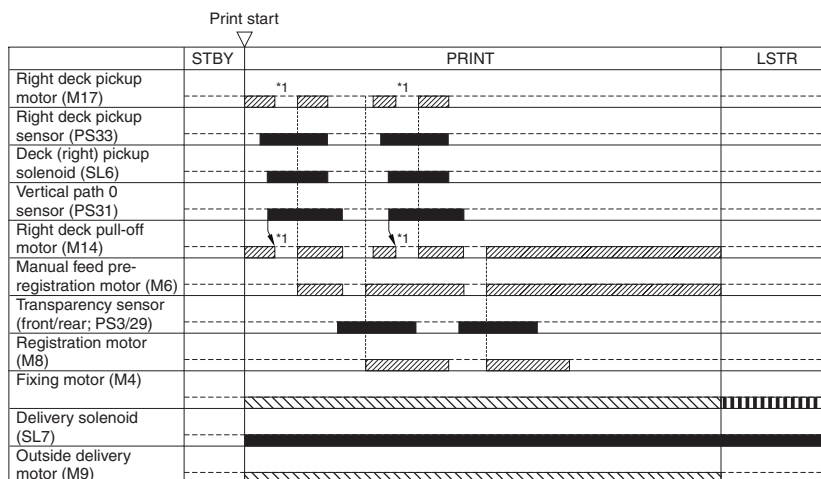 Print start
STBY
PRINT
LSTR
Right deck pickup
motor (M17)
*1
*1
Right deck pickup
sensor (PS33)
Deck (right) pickup
solenoid (SL6)
Vertical path 0
sensor (PS31)
Right deck pull-off
motor (M14)
*1
*1
Manual feed pre-
registration motor (M6)
Transparency sensor
(front/rear; PS3/29)
Registration motor
(M8)
Fixing motor (M4)
Delivery solenoid
(SL7)
Outside delivery
motor (M9)